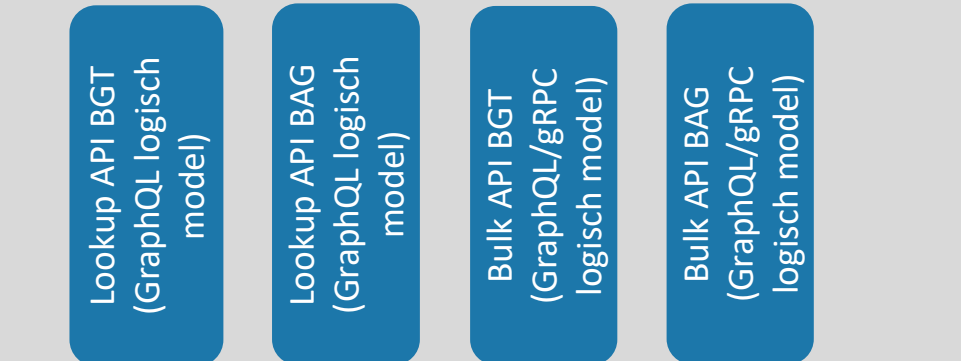 Lookup API BGT
(GraphQL logisch
model)
Lookup API BAG
(GraphQL logisch
model)
Bulk API BGT
(GraphQL/gRPC
logisch model)
Bulk API BAG
(GraphQL/gRPC
logisch model)